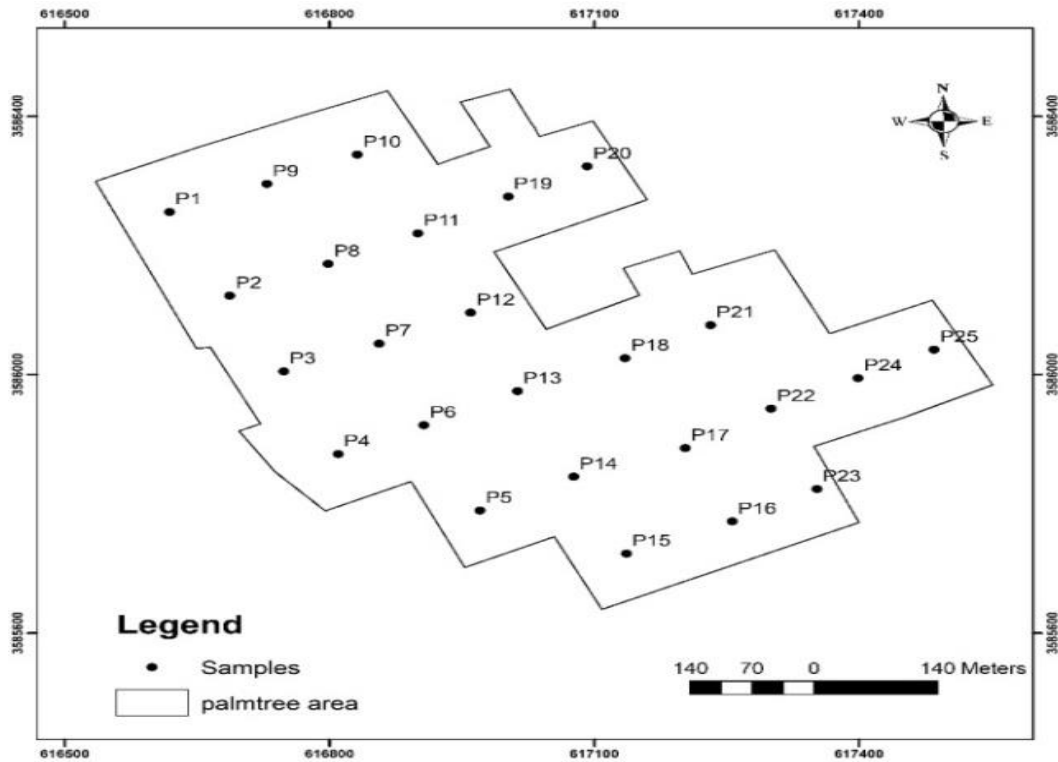 616500 616800 617100 617400
3586400 3586400
N
W E
S
P10
P20
P9
P19
P1
P11
P8
P2
P12
P21
P7
P18
P25
P3
P13
P24
3586000 3586000
P22
P6
P4
P17
P14
P23
P5
P16
P15
3585600 3585600
Legend
Samples
palmtree area
140 70 0 140 Meters
616500 616800 617100 617400